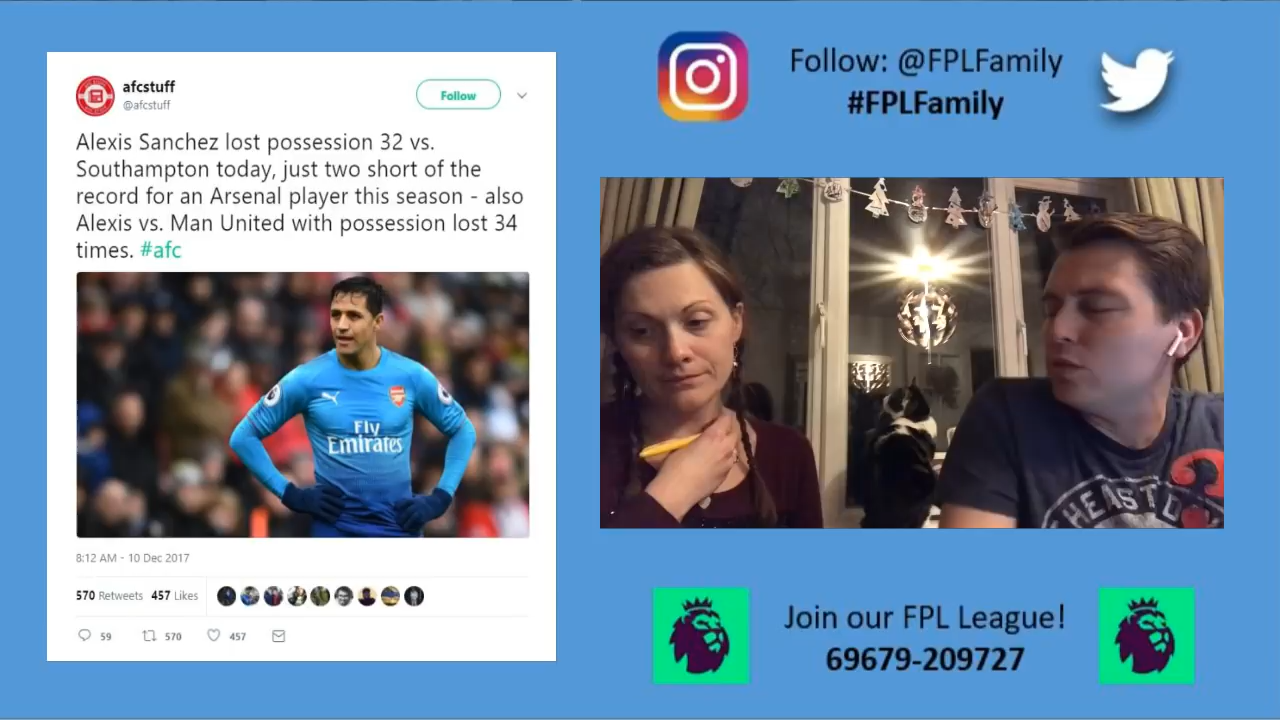 afcstuff
@afcstuff
Follow
Alexis Sanchez lost possession 32 vs.
Southampton today, just two short of the
record for an Arsenal player this season - also
Alexis vs. Man United with possession lost 34
times. #afc
Fly
Emirates
8:12 AM - 10 Dec 2017
570 Retweets 457 Likes
59 570 457
Follow: @FPLFamily
#FPLFamily
HEAST
Join our FPL League!
69679-209727